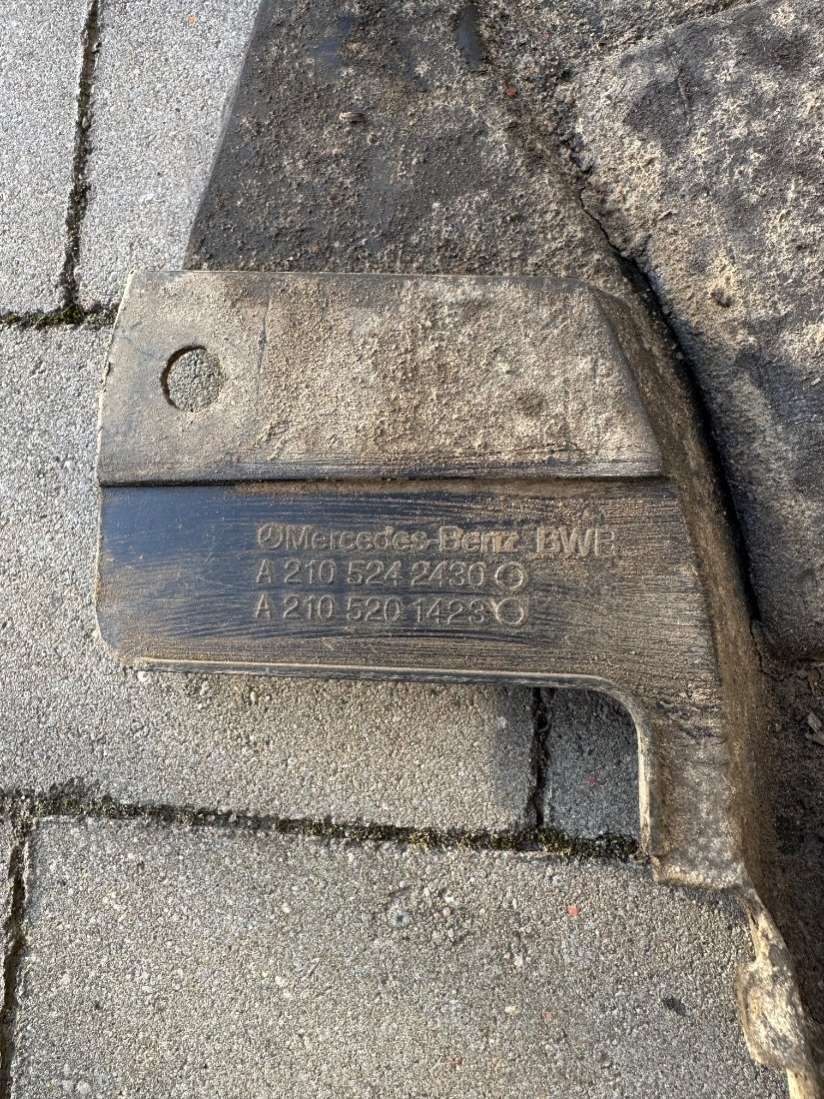 Mercedes-Benz BWR
A 210 524 2430
A 210 520 1423